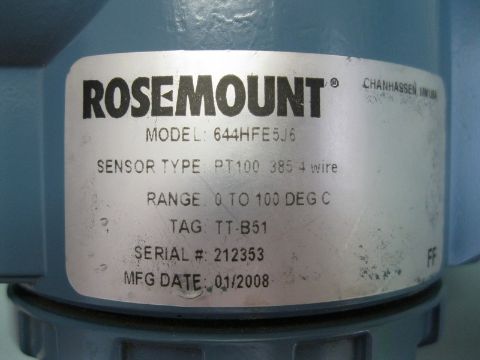 ROSEMOUNT®
CHANHASSEN, MN USA
MODEL: 644HFE5J6
SENSOR TYPE: PT100 385 4 wire
RANGE: 0 TO 100 DEG C
TAG: TT-B51
SERIAL #: 212353
MFG DATE: 01/2008
FF